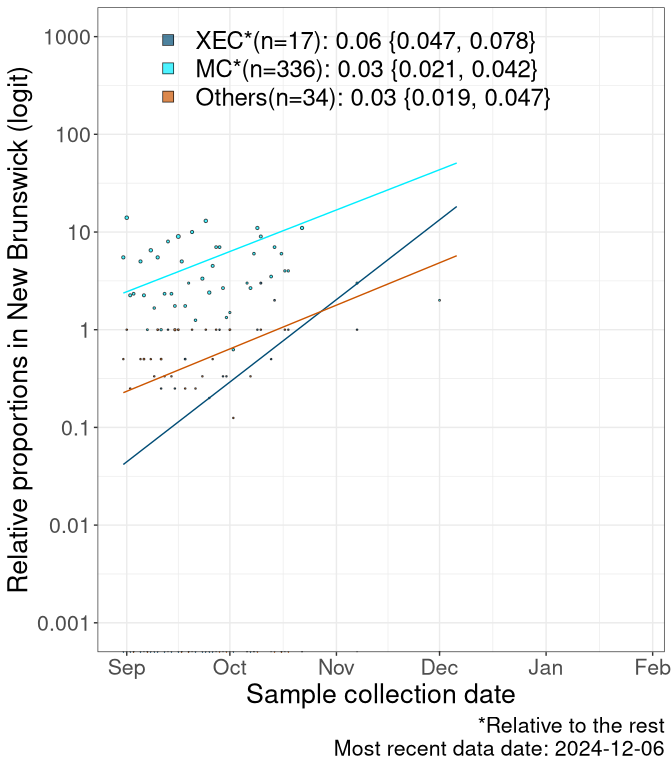 XEC*(n=17): 0.06 {0.047, 0.078}
MC*(n=336): 0.03 {0.021, 0.042}
Others(n=34): 0.03 {0.019, 0.047}
Relative proportions in New Brunswick (logit)
1000
100
10
1
0.1
0.01
0.001
Sep Oct Nov Dec Jan Feb
Sample collection date
*Relative to the rest
Most recent data date: 2024-12-06